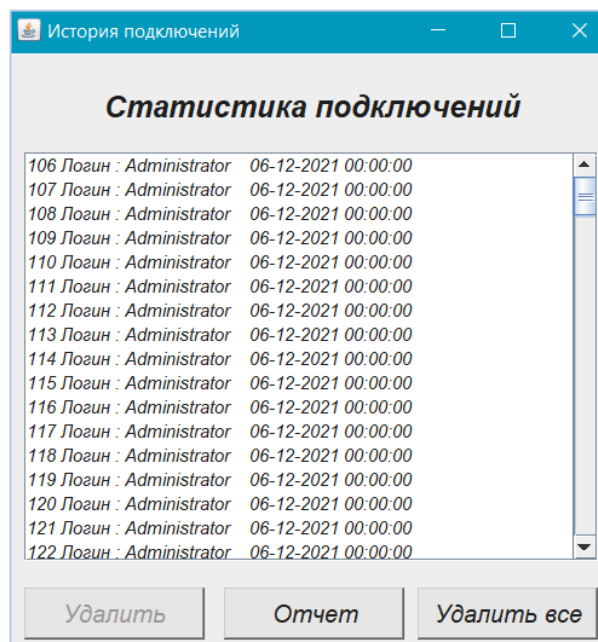 История подключений
Статистика подключений
106 Логин : Administrator 06-12-2021 00:00:00
107 Логин : Administrator 06-12-2021 00:00:00
108 Логин : Administrator 06-12-2021 00:00:00
109 Логин : Administrator 06-12-2021 00:00:00
110 Логин : Administrator 06-12-2021 00:00:00
111 Логин : Administrator 06-12-2021 00:00:00
112 Логин : Administrator 06-12-2021 00:00:00
113 Логин : Administrator 06-12-2021 00:00:00
114 Логин : Administrator 06-12-2021 00:00:00
115 Логин : Administrator 06-12-2021 00:00:00
116 Логин : Administrator 06-12-2021 00:00:00
117 Логин : Administrator 06-12-2021 00:00:00
118 Логин : Administrator 06-12-2021 00:00:00
119 Логин : Administrator 06-12-2021 00:00:00
120 Логин : Administrator 06-12-2021 00:00:00
121 Логин : Administrator 06-12-2021 00:00:00
122 Логин : Administrator 06-12-2021 00:00:00
Удалить Отчет Удалить все